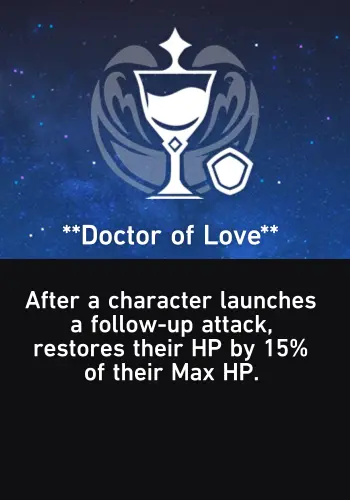 **Doctor of Love**
After a character launches
a follow-up attack,
restores their HP by 15%
of their Max HP.